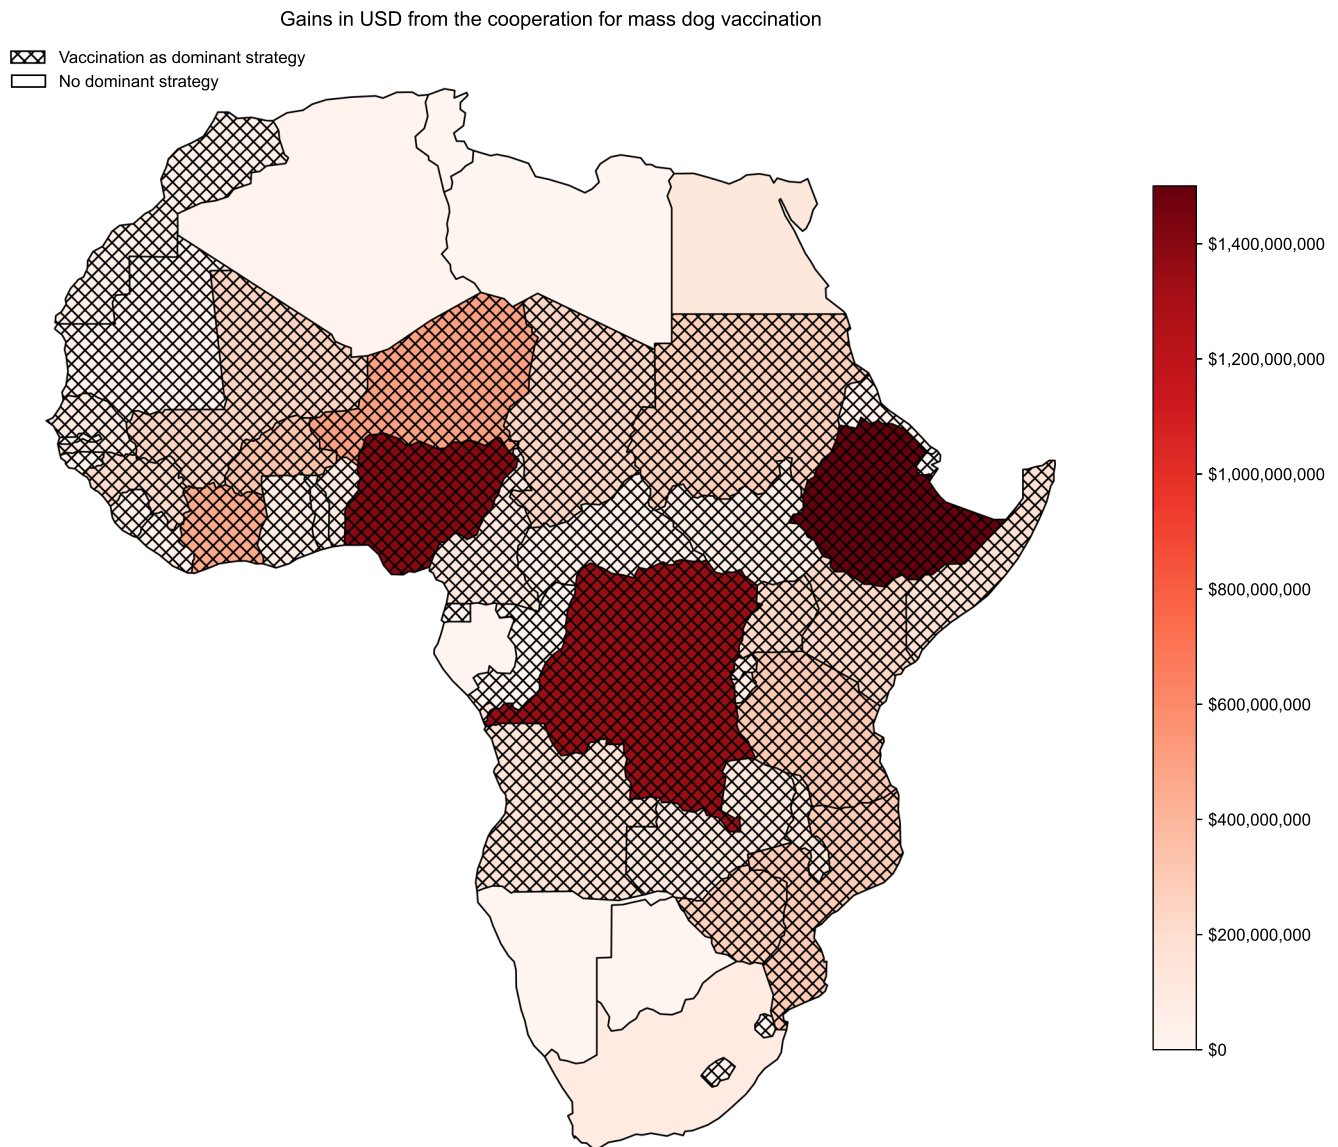 Gains in USD from the cooperation for mass dog vaccination
Vaccination as dominant strategy
No dominant strategy
$1,400,000,000
$1,200,000,000
$1,000,000,000
$800,000,000
$600,000,000
$400,000,000
$200,000,000
$0